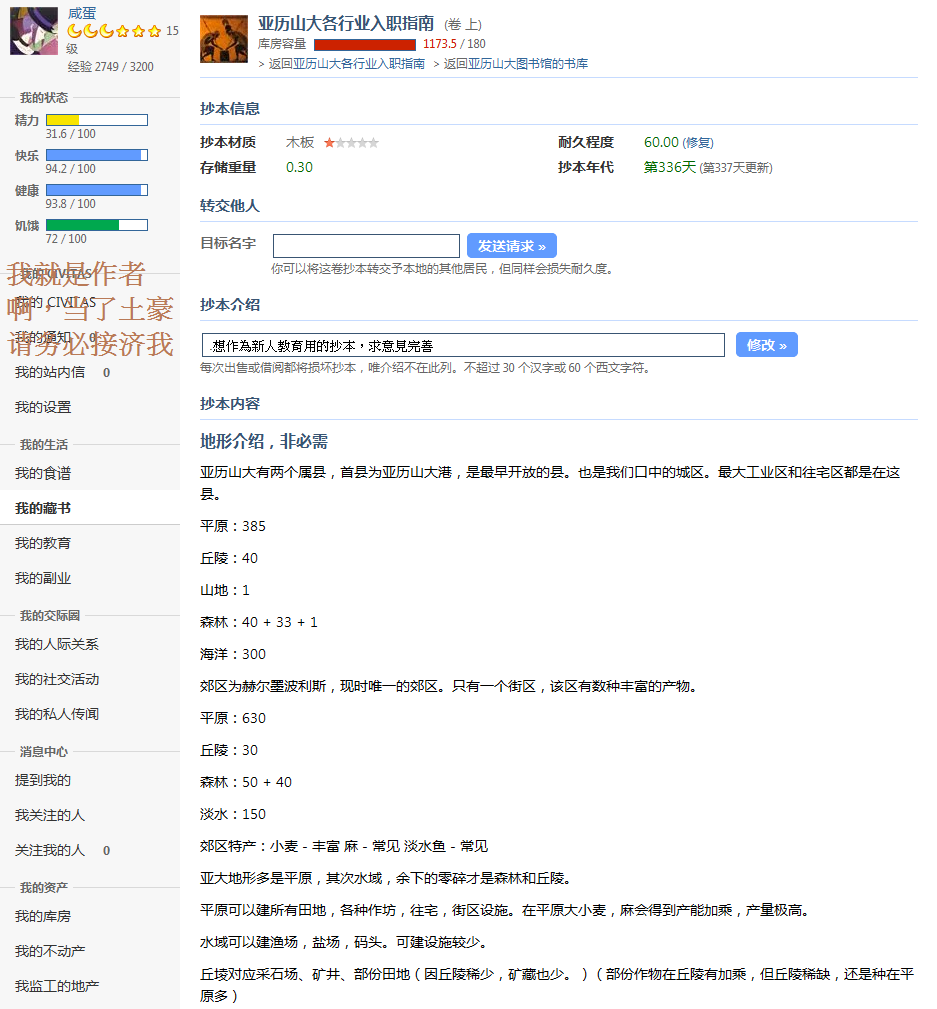 咸蛋
15
级
经验 2749 / 3200
我的状态
精力
31.6 / 100
快乐
94.2 / 100
健康
93.8 / 100
饥饿
72 / 100
我的 CIVITAS
我就是作者
啊，当了土豪
请务必接济我
我的 CIVITAS
我的通知 0
我的站内信 0
我的设置
我的生活
我的食谱
我的藏书
我的教育
我的副业
我的交际圈
我的人际关系
我的社交活动
我的私人传闻
消息中心
提到我的
我关注的人
关注我的人 0
我的资产
我的库房
我的不动产
我监工的地产
亚历山大各行业入职指南 (卷 上)
库房容量 1173.5 / 180
> 返回亚历山大各行业入职指南 > 返回亚历山大图书馆的书库
抄本信息
抄本材质 木板 耐久程度 60.00 (修复)
存储重量 0.30 抄本年代 第336天 (第337天更新)
转交他人
目标名字 发送请求 »
你可以将这卷抄本转交予本地的其他居民，但同样会损失耐久度。
抄本介绍
.想作為新人教育用的抄本，求意見完善 修改 »
每次出售或借阅都将损坏抄本，唯介绍不在此列。不超过 30 个汉字或 60 个西文字符。
抄本内容
地形介绍，非必需
亚历山大有两个属县，首县为亚历山大港，是最早开放的县。也是我们口中的城区。最大工业区和住宅区都是在这
县。
平原：385
丘陵：40
山地：1
森林：40 + 33 + 1
海洋：300
郊区为赫尔墨波利斯，现时唯一的郊区。只有一个街区，该区有数种丰富的产物。
平原：630
丘陵：30
森林：50 + 40
淡水：150
郊区特产：小麦 - 丰富 麻 - 常见 淡水鱼 - 常见
亚大地形多是平原，其次水域，余下的零碎才是森林和丘陵。
平原可以建所有田地，各种作坊，住宅，街区设施。在平原大小麦，麻会得到产能加乘，产量极高。
水域可以建渔场，盐场，码头。可建设施较少。
丘堎对应采石场、矿井、部份田地（因丘陵稀少，矿藏也少。）（部份作物在丘陵有加乘，但丘陵稀缺，还是种在平
原多）